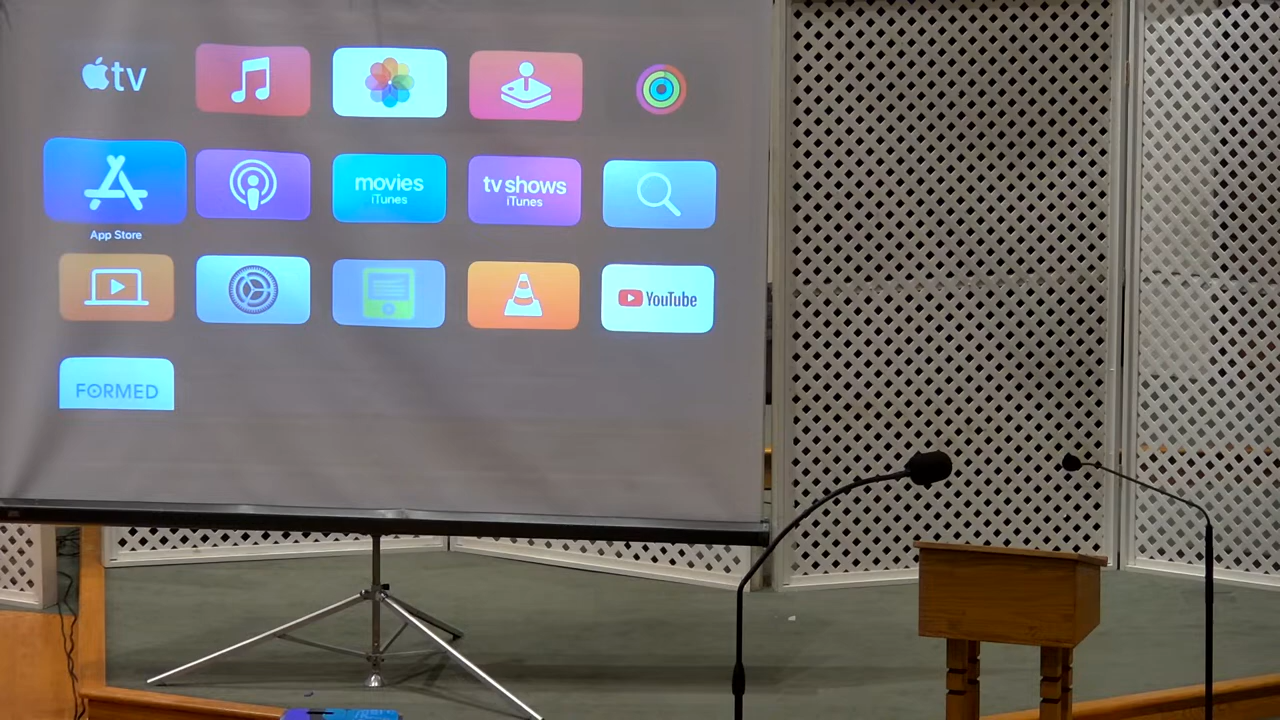 tv
movies
iTunes
tv shows
iTunes
App Store
YouTube
FORMED